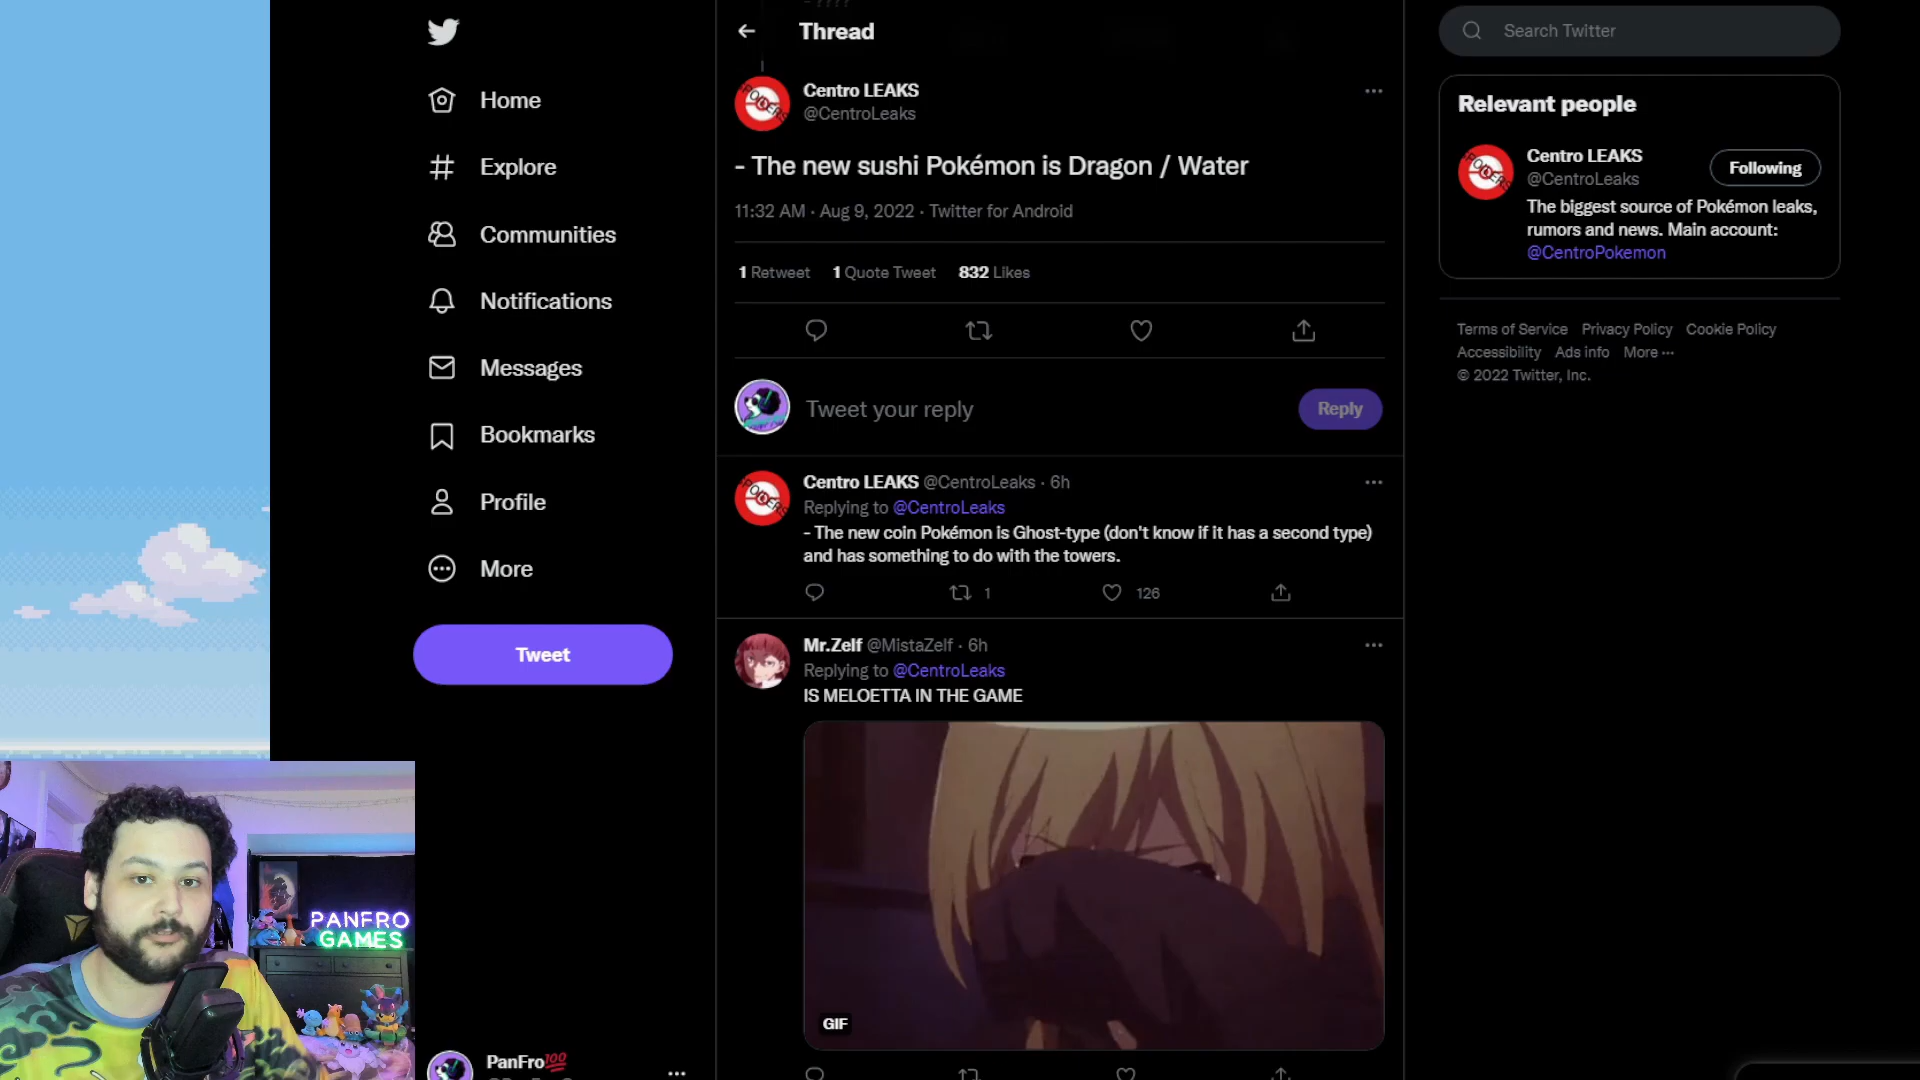 Thread
Search Twitter
Home
Explore
Communities
Notifications
Messages
Bookmarks
Profile
More
Tweet
Centro LEAKS
@CentroLeaks
- The new sushi Pokémon is Dragon / Water
11:32 AM · Aug 9, 2022 · Twitter for Android
1 Retweet 1 Quote Tweet 832 Likes
Tweet your reply
Reply
Centro LEAKS @CentroLeaks · 6h
Replying to @CentroLeaks
- The new coin Pokémon is Ghost-type (don't know if it has a second type)
and has something to do with the towers.
1 126
Mr.Zelf @MistaZelf · 6h
Replying to @CentroLeaks
IS MELOETTA IN THE GAME
GIF
Relevant people
Centro LEAKS
@CentroLeaks
Following
The biggest source of Pokémon leaks,
rumors and news. Main account:
@CentroPokemon
Terms of Service Privacy Policy Cookie Policy
Accessibility Ads info More ···
© 2022 Twitter, Inc.
PANFRO
GAMES
PanFro💯